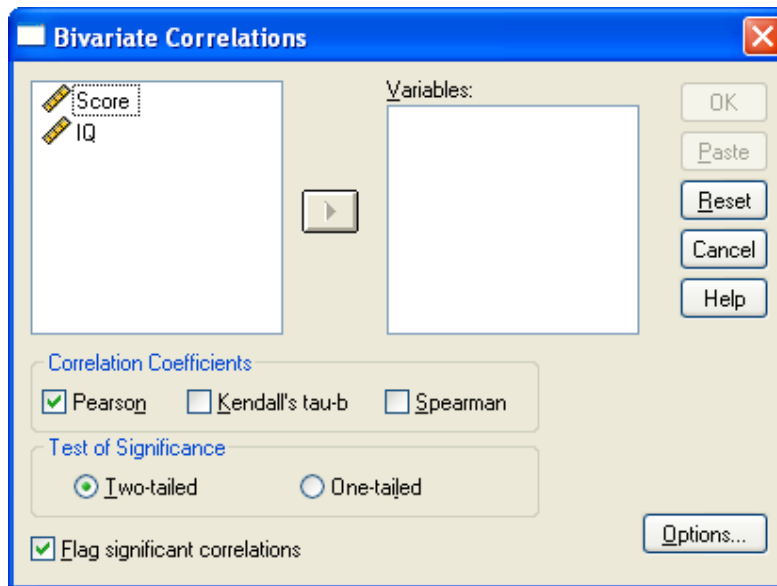 Bivariate Correlations
Score
IQ
Variables:
OK
Paste
Reset
Cancel
Help
Correlation Coefficients
Pearson Kendall's tau-b Spearman
Test of Significance
Two-tailed One-tailed
Flag significant correlations
Options...